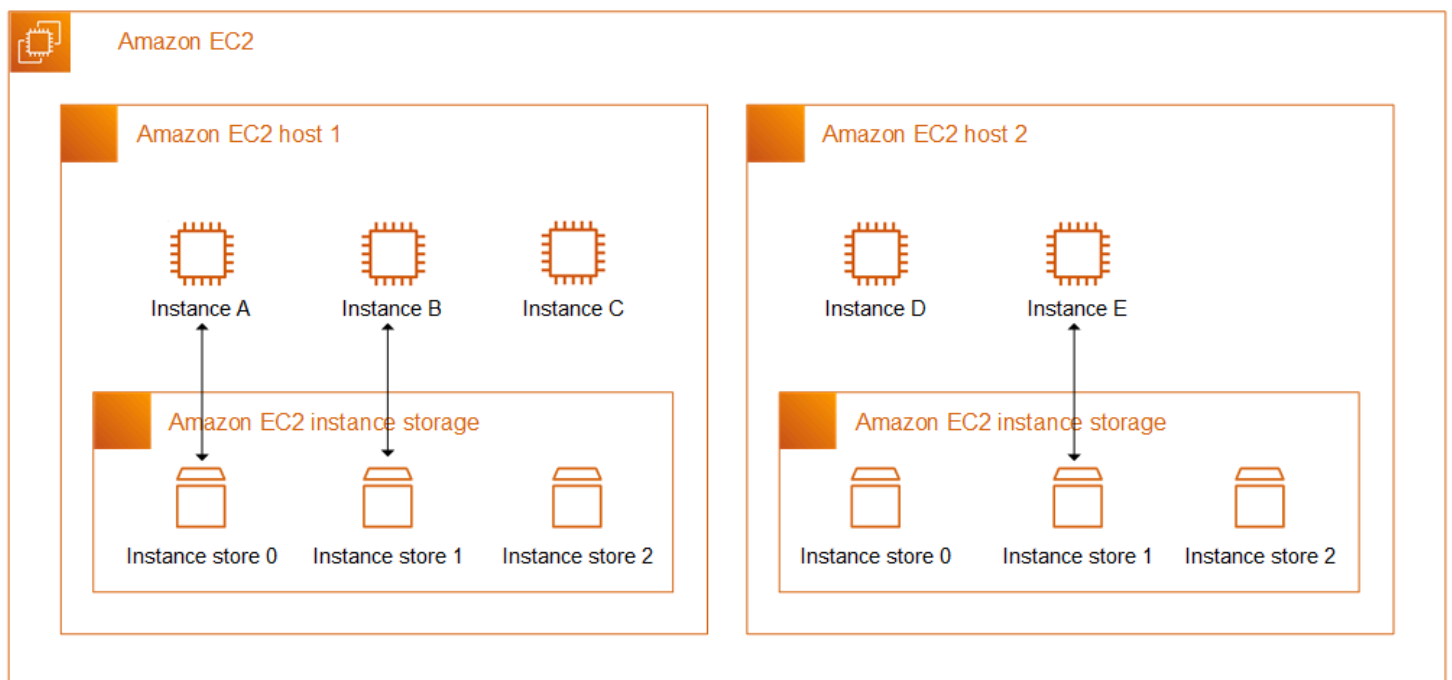 Amazon EC2
Amazon EC2 host 1
Amazon EC2 host 2
Instance A
Instance B
Instance C
Instance D
Instance E
Amazon EC2 instance storage
Amazon EC2 instance storage
Instance store 0
Instance store 1
Instance store 2
Instance store 0
Instance store 1
Instance store 2